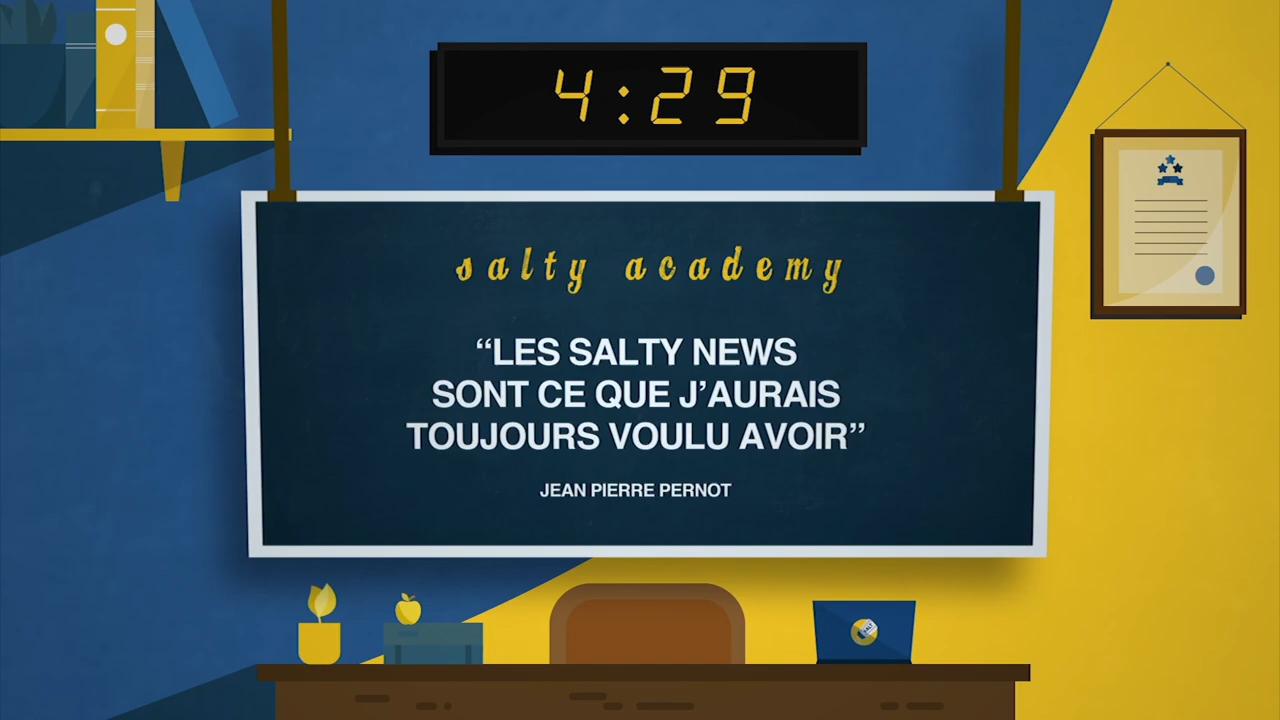 4:29
salty academy
“LES SALTY NEWS
SONT CE QUE J’AURAIS
TOUJOURS VOULU AVOIR”
JEAN PIERRE PERNOT